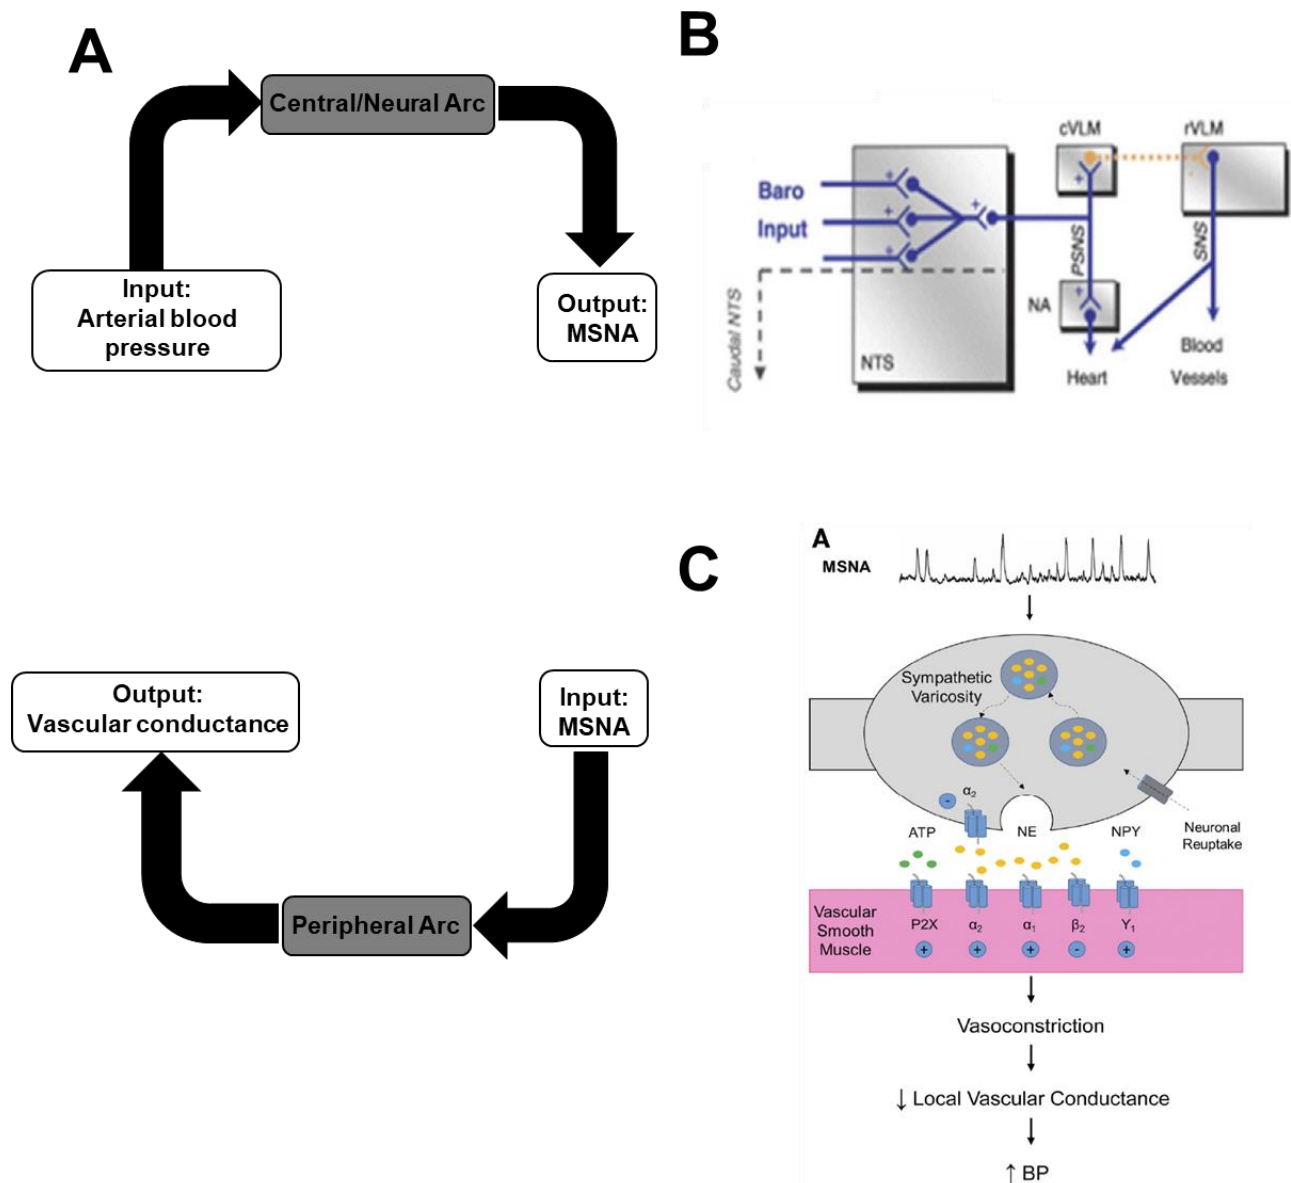 A
Central/Neural Arc
Input:
Arterial blood
pressure
Output:
MSNA
B
cVLM
rVLM
Baro
Input
+
+
+
+
+
+
PSNS
SNS
NA
Caudal NTS
NTS
Heart
Blood
Vessels
Output:
Vascular conductance
Input:
MSNA
Peripheral Arc
C
A
MSNA
Sympathetic
Varicosity
- α2
ATP
NE
NPY
Neuronal
Reuptake
Vascular
Smooth
Muscle
P2X α2 α1 β2 Y1
+ + + - +
Vasoconstriction
↓ Local Vascular Conductance
↑ BP